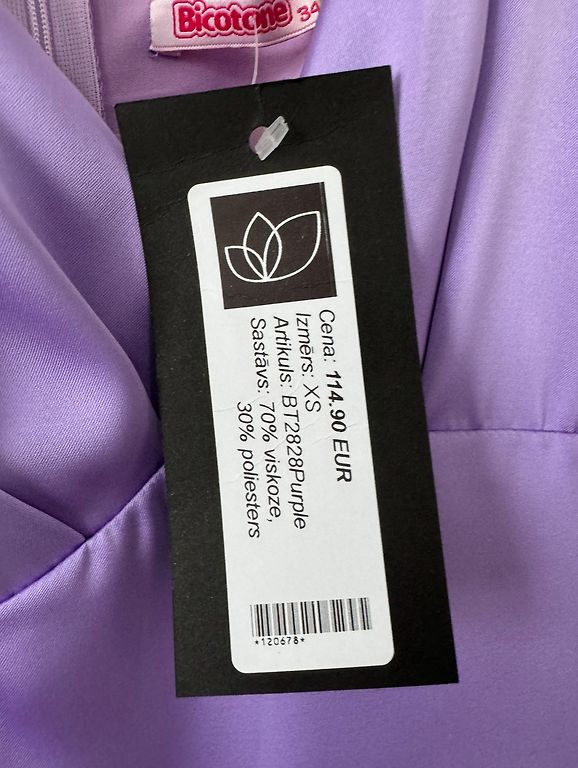 Bicotone 34
Cena: 114.90 EUR
Izmērs: XS
Artikuls: BT2828Purple
Sastāvs: 70% viskoze,
30% poliesters
*120678*